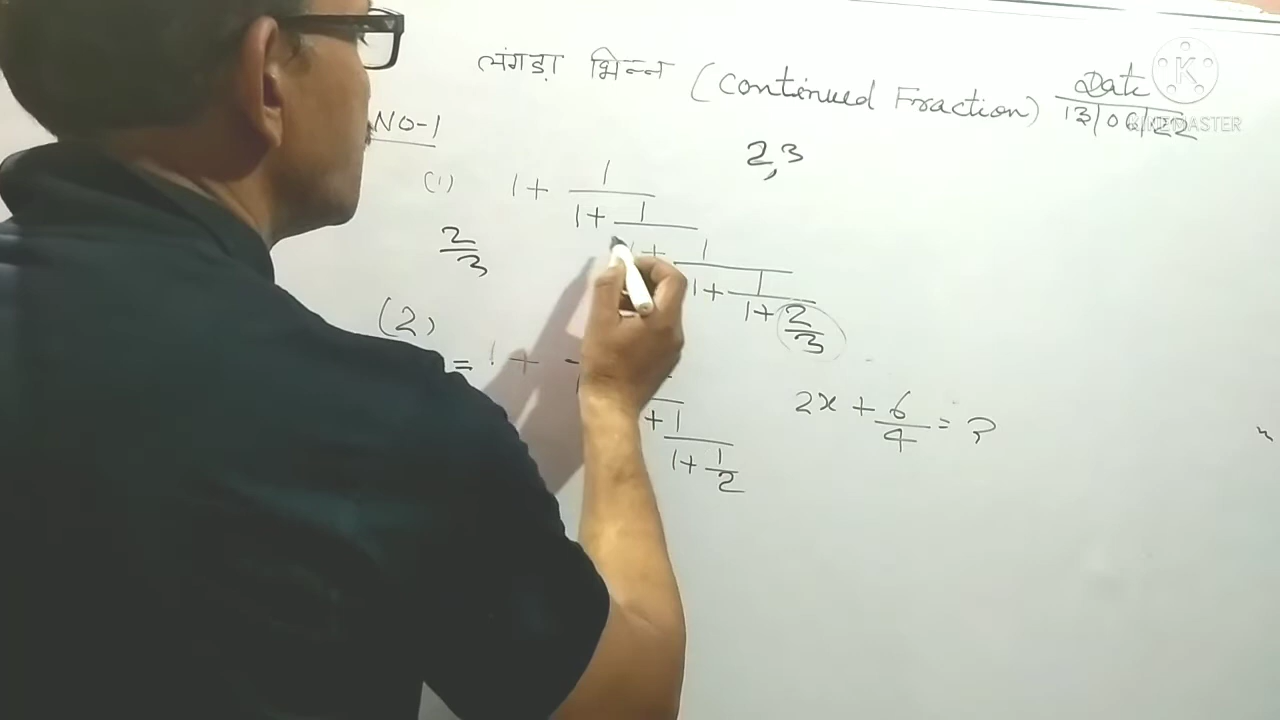 लंगड़ा भिन्न (Continued Fraction) Date
13/06/22
KINEMASTER
NO-1
2,3
(1) 1 + 1
1 + 1
1 + 1
1 + 1
1 + 2/3
2/3
(2)
= 1 +
+ 1
1 + 1/2
2x + 6/4 = ?